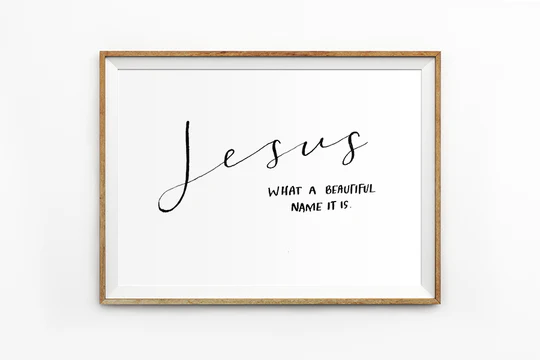 Jesus
WHAT A BEAUTIFUL
NAME IT IS.